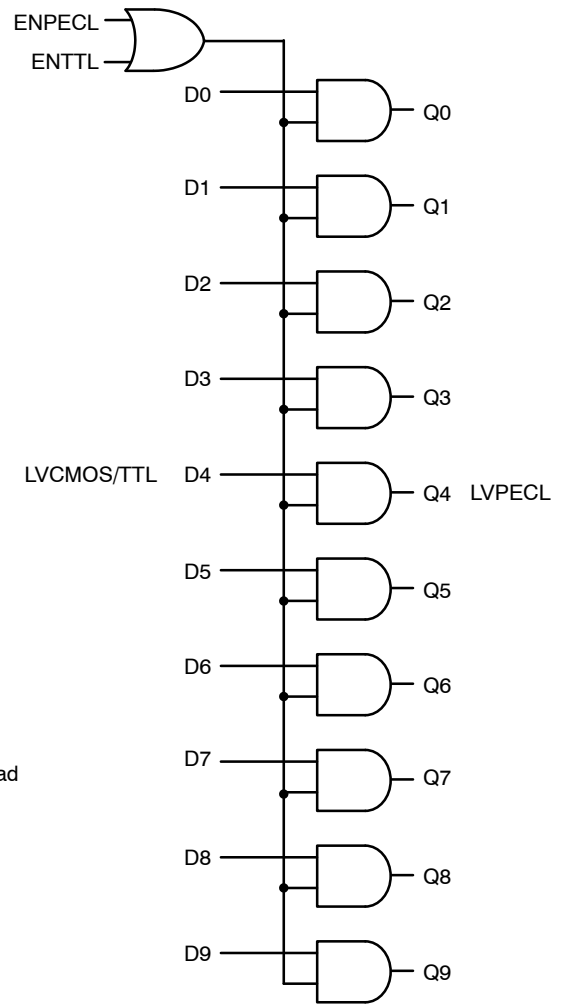 ENPECL
ENTTL
D0 Q0
D1 Q1
D2 Q2
D3 Q3
LVCMOS/TTL D4 Q4 LVPECL
D5 Q5
D6 Q6
D7 Q7
ad
D8 Q8
D9 Q9